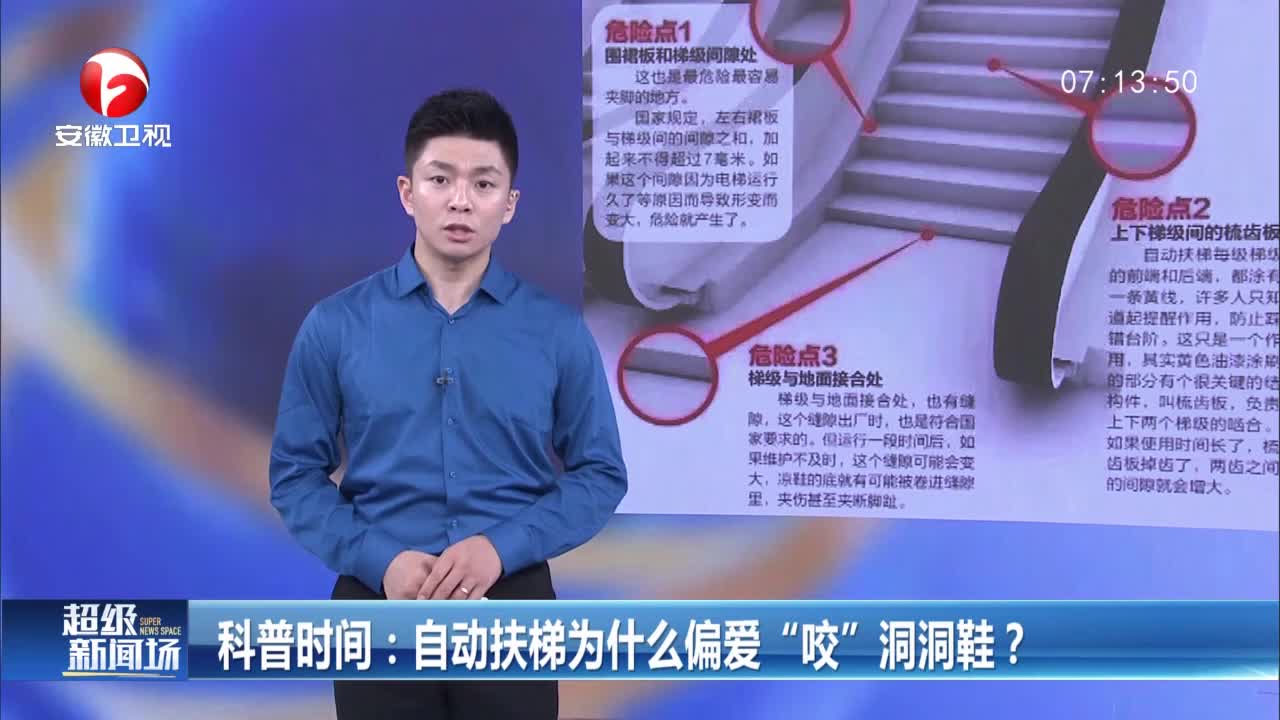 安徽卫视
07:13:50
危险点1
围裙板和梯级间隙处
这也是最危险最容易
夹脚的地方。
国家规定，左右裙板
与梯级间的间隙之和，加
起来不得超过7毫米。如
果这个间隙因为电梯运行
久了等原因而导致形变而
变大，危险就产生了。
危险点2
上下梯级间的梳齿板
自动扶梯每级梯级
的前端和后端，都涂有
一条黄线，许多人只知
道起提醒作用，防止踩
错台阶。这只是一个作
用，其实黄色油漆涂刷
的部分有个很关键的结
构件，叫梳齿板，负责
上下两个梯级的啮合。
如果使用时间长了，梳
齿板掉齿了，两齿之间
的间隙就会增大。
危险点3
梯级与地面接合处
梯级与地面接合处，也有缝
隙，这个缝隙出厂时，也是符合国
家要求的。但运行一段时间后，如
果维护不及时，这个缝隙可能会变
大，凉鞋的底就有可能被卷进缝隙
里，夹伤甚至夹断脚趾。
超级
SUPER
NEWS SPACE
新闻场
科普时间：自动扶梯为什么偏爱“咬”洞洞鞋？